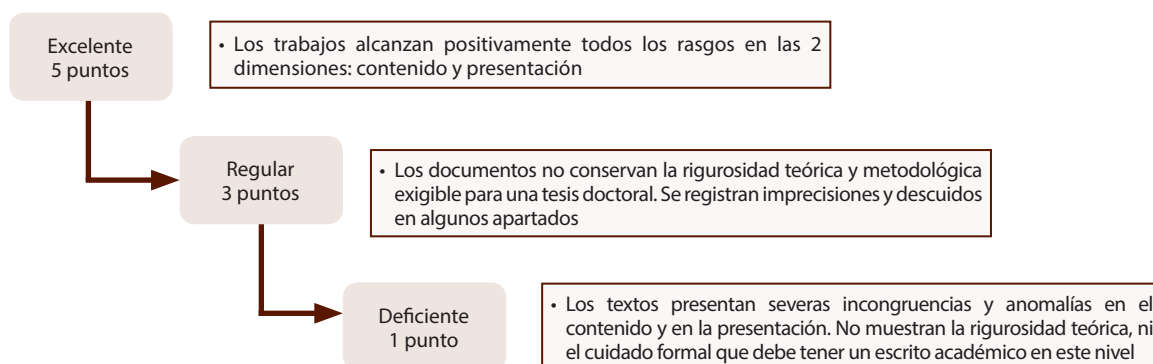 Excelente
5 puntos
• Los trabajos alcanzan positivamente todos los rasgos en las 2
dimensiones: contenido y presentación
Regular
3 puntos
• Los documentos no conservan la rigurosidad teórica y metodológica
exigible para una tesis doctoral. Se registran imprecisiones y descuidos
en algunos apartados
Deficiente
1 punto
• Los textos presentan severas incongruencias y anomalías en el
contenido y en la presentación. No muestran la rigurosidad teórica, ni
el cuidado formal que debe tener un escrito académico en este nivel